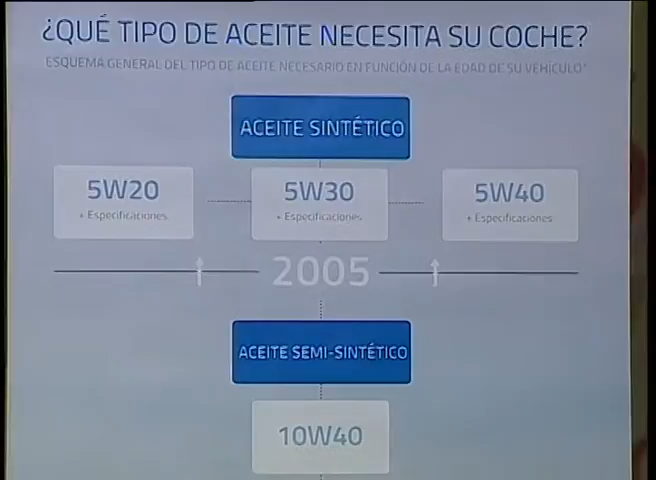 ¿QUÉ TIPO DE ACEITE NECESITA SU COCHE?
ESQUEMA GENERAL DEL TIPO DE ACEITE NECESARIO EN FUNCIÓN DE LA EDAD DE SU VEHÍCULO*
ACEITE SINTÉTICO
5W20
+ Especificaciones
5W30
+ Especificaciones
5W40
+ Especificaciones
2005
ACEITE SEMI-SINTÉTICO
10W40